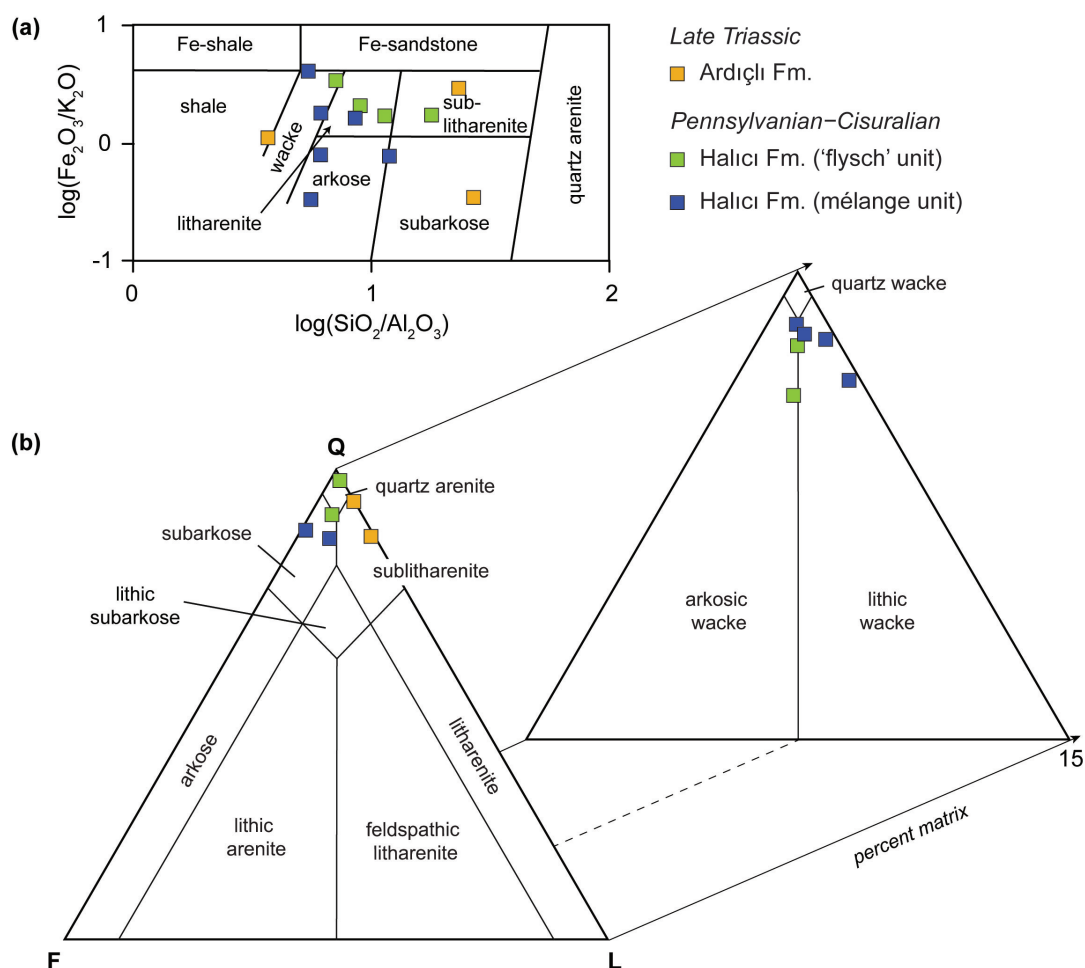 (a)
1
0
-1
log(Fe₂O₃/K₂O)
Fe-shale
Fe-sandstone
shale
wacke
sub-
litharenite
quartz arenite
arkose
litharenite
subarkose
0
1
2
log(SiO₂/Al₂O₃)
Late Triassic
Ardıçlı Fm.
Pennsylvanian−Cisuralian
Halıcı Fm. (‘flysch’ unit)
Halıcı Fm. (mélange unit)
(b)
quartz wacke
arkosic
wacke
lithic
wacke
15
percent matrix
Q
quartz arenite
subarkose
sublitharenite
lithic
subarkose
arkose
litharenite
lithic
arenite
feldspathic
litharenite
F
L